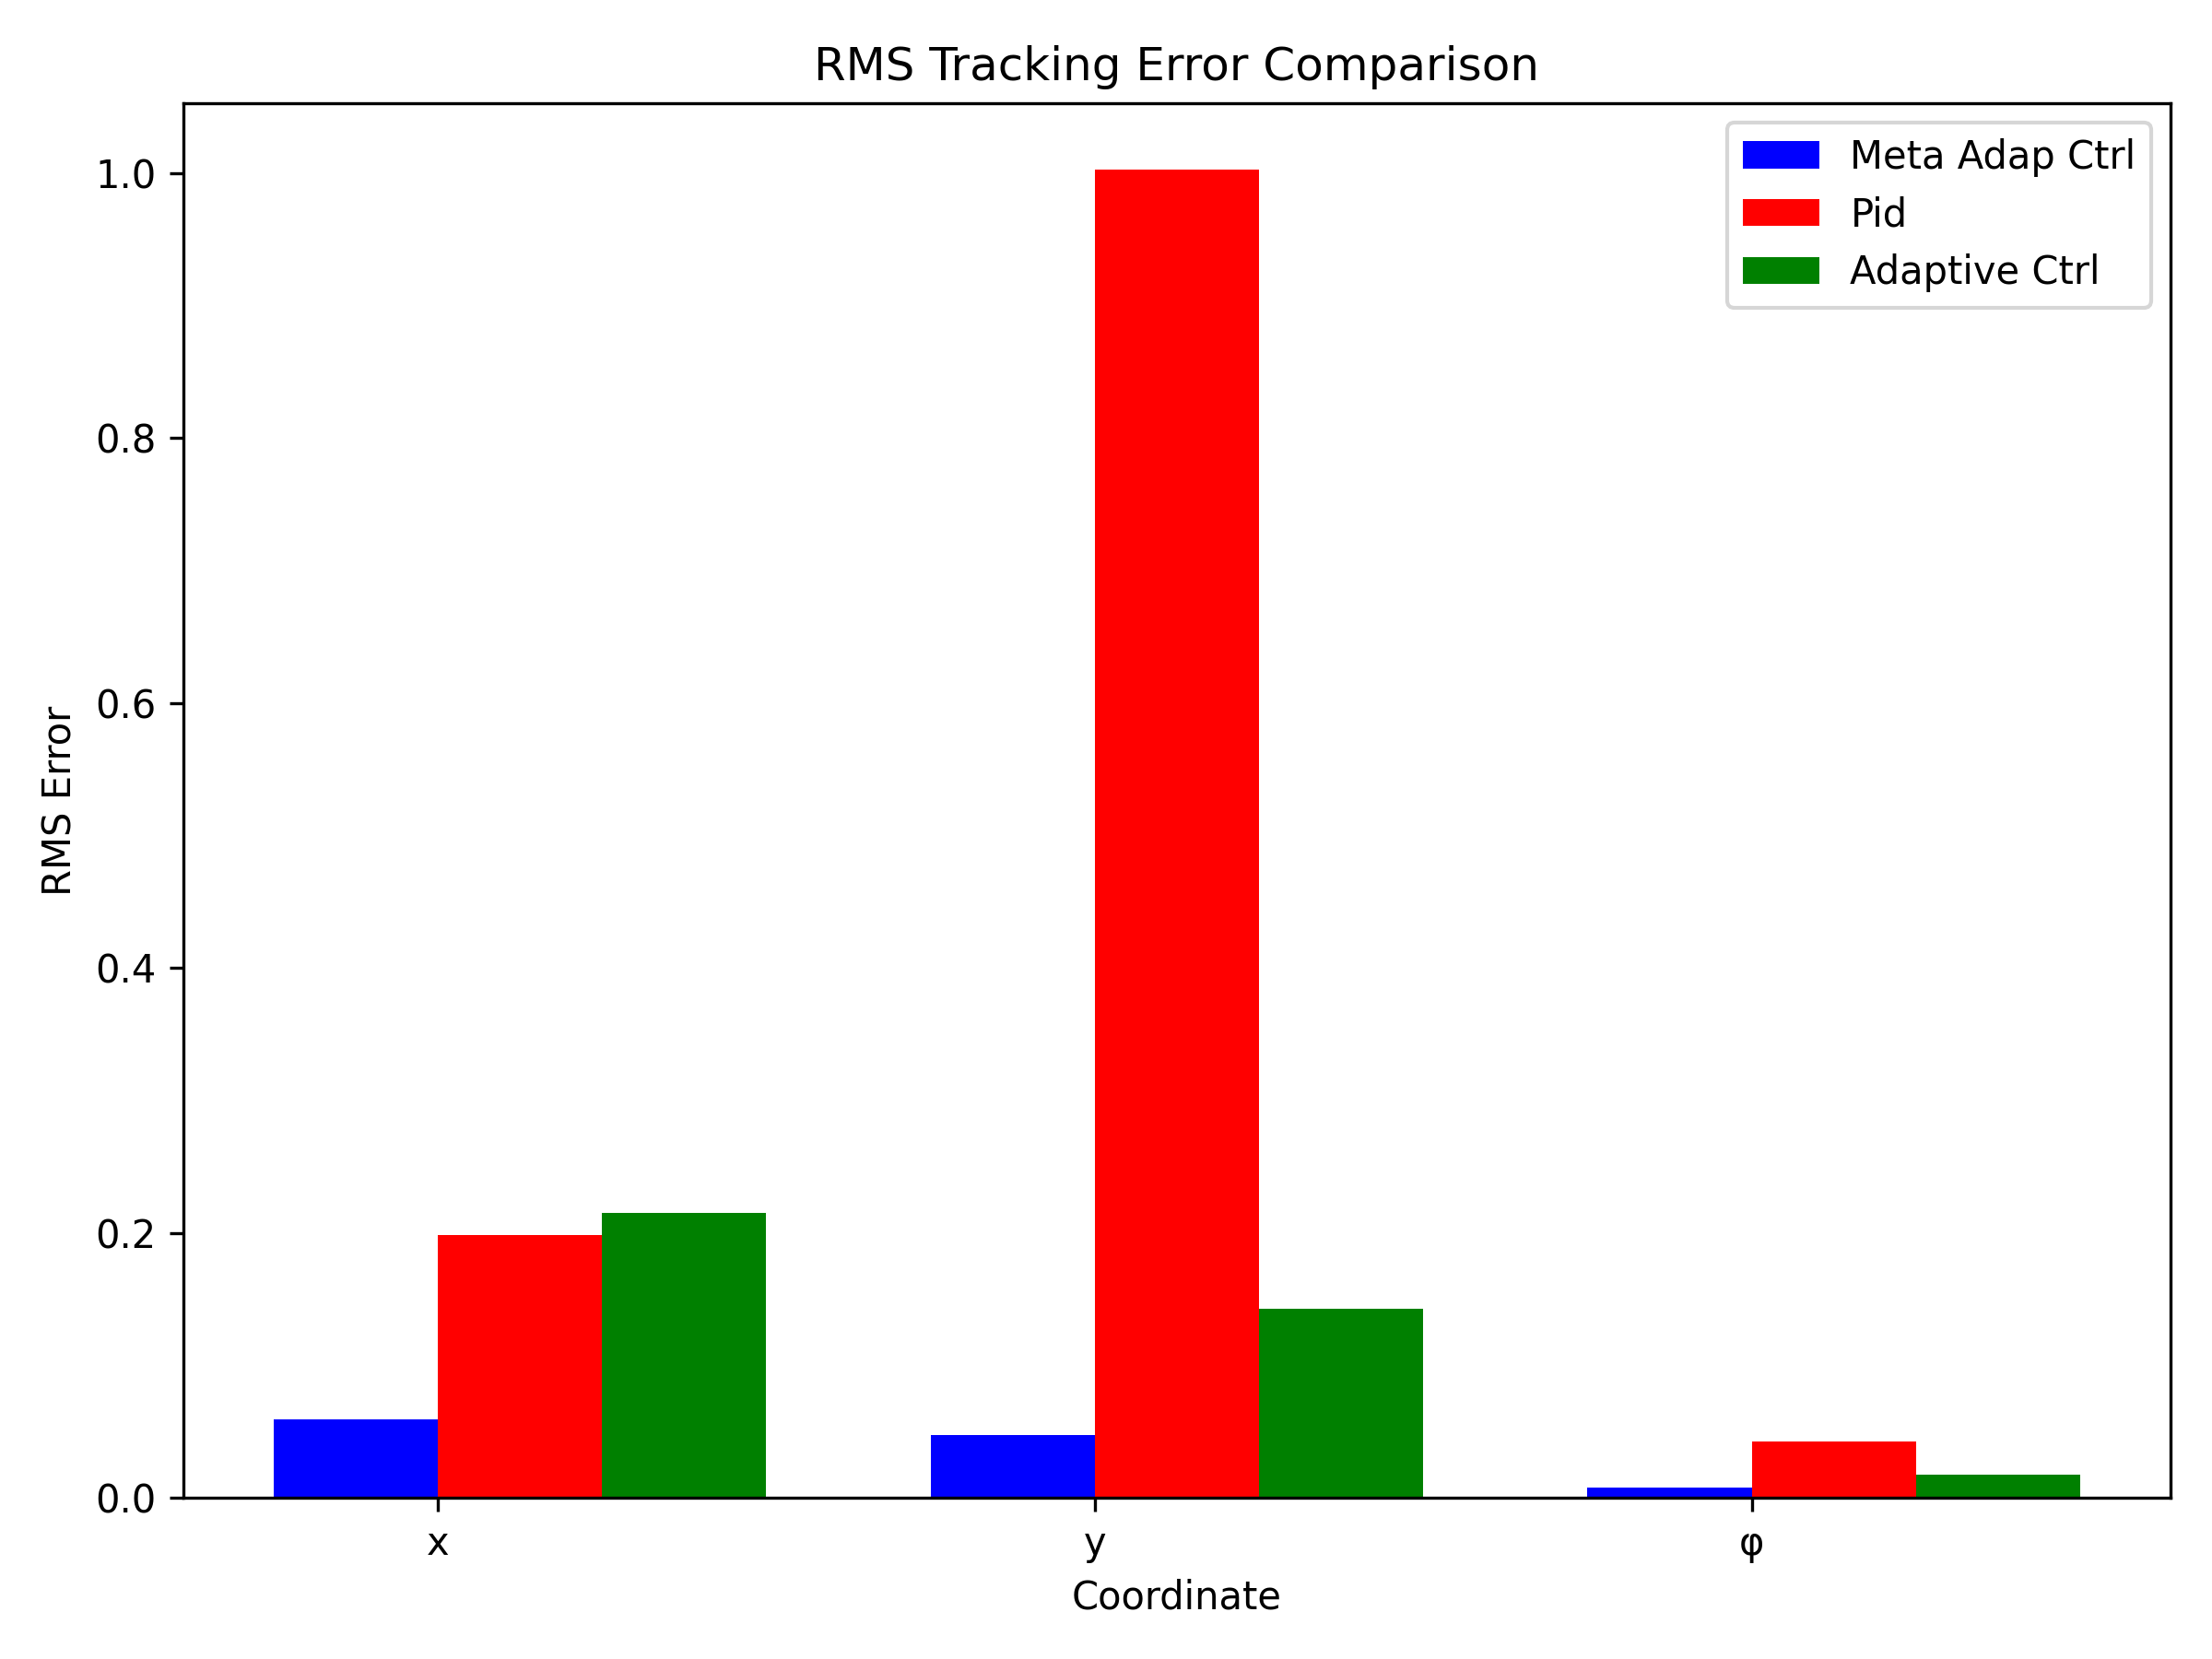 RMS Tracking Error Comparison
Meta Adap Ctrl
Pid
Adaptive Ctrl
RMS Error
1.0
0.8
0.6
0.4
0.2
0.0
x
y
φ
Coordinate